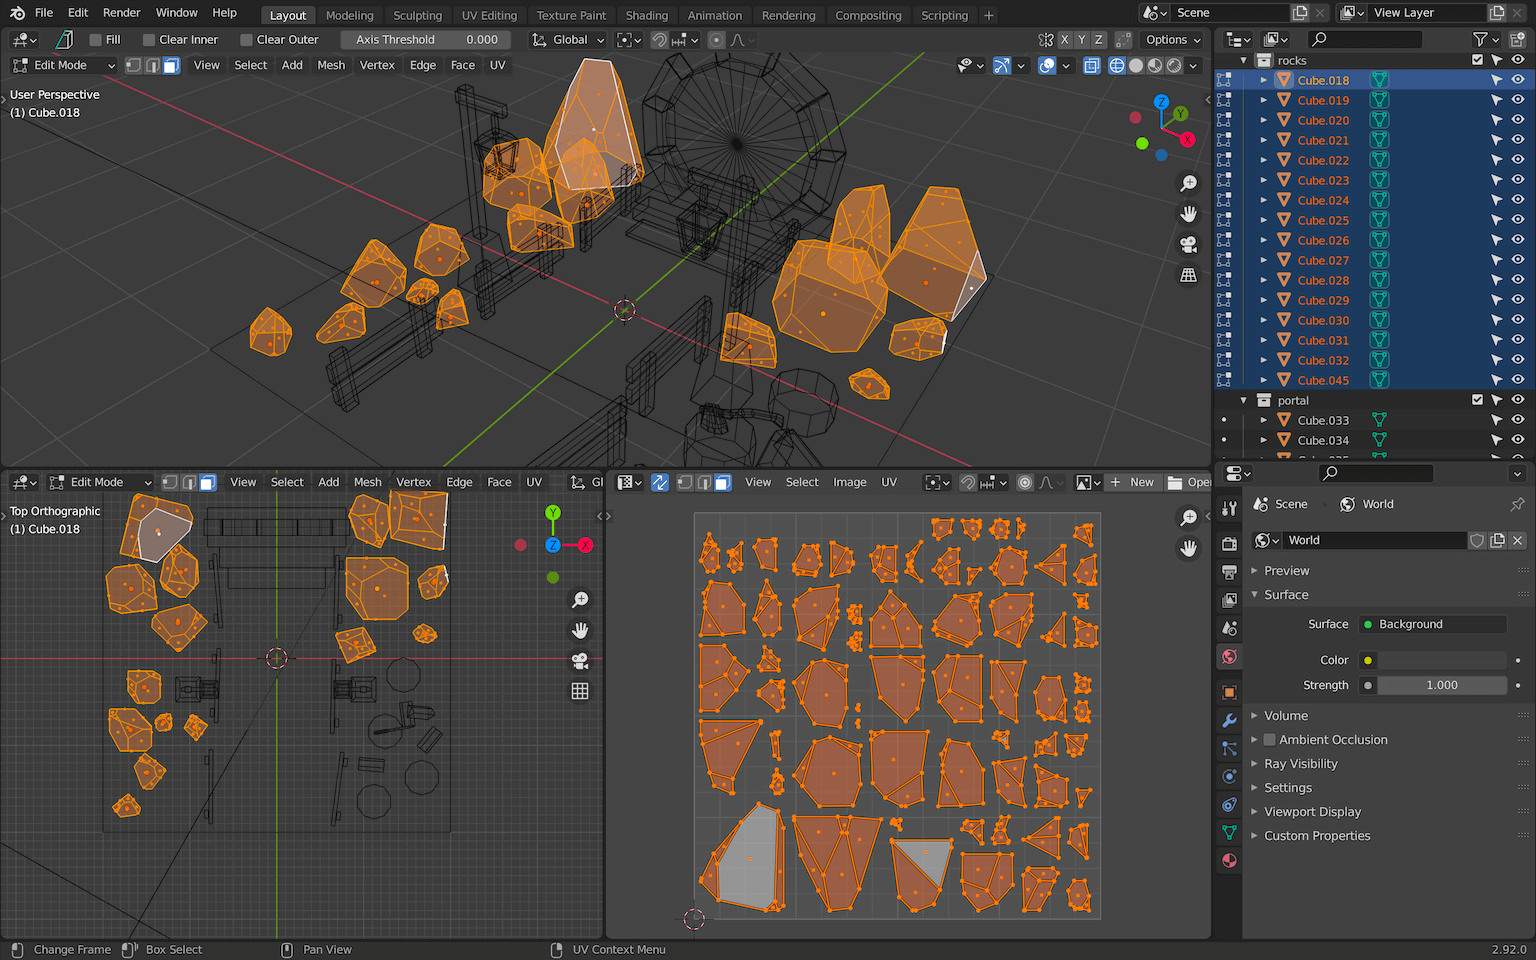 File Edit Render Window Help Layout Modeling Sculpting UV Editing Texture Paint Shading Animation Rendering Compositing Scripting + Scene View Layer
Fill Clear Inner Clear Outer Axis Threshold 0.000 Global X Y Z Options
Edit Mode View Select Add Mesh Vertex Edge Face UV
User Perspective
(1) Cube.018
Z
Y
X
rocks
Cube.018
Cube.019
Cube.020
Cube.021
Cube.022
Cube.023
Cube.024
Cube.025
Cube.026
Cube.027
Cube.028
Cube.029
Cube.030
Cube.031
Cube.032
Cube.045
portal
Cube.033
Cube.034
Edit Mode View Select Add Mesh Vertex Edge Face UV Gl
Top Orthographic
(1) Cube.018
Y
Z
X
View Select Image UV + New Open
Scene World
World
Preview
Surface
Surface Background
Color
Strength 1.000
Volume
Ambient Occlusion
Ray Visibility
Settings
Viewport Display
Custom Properties
Change Frame Box Select Pan View UV Context Menu 2.92.0